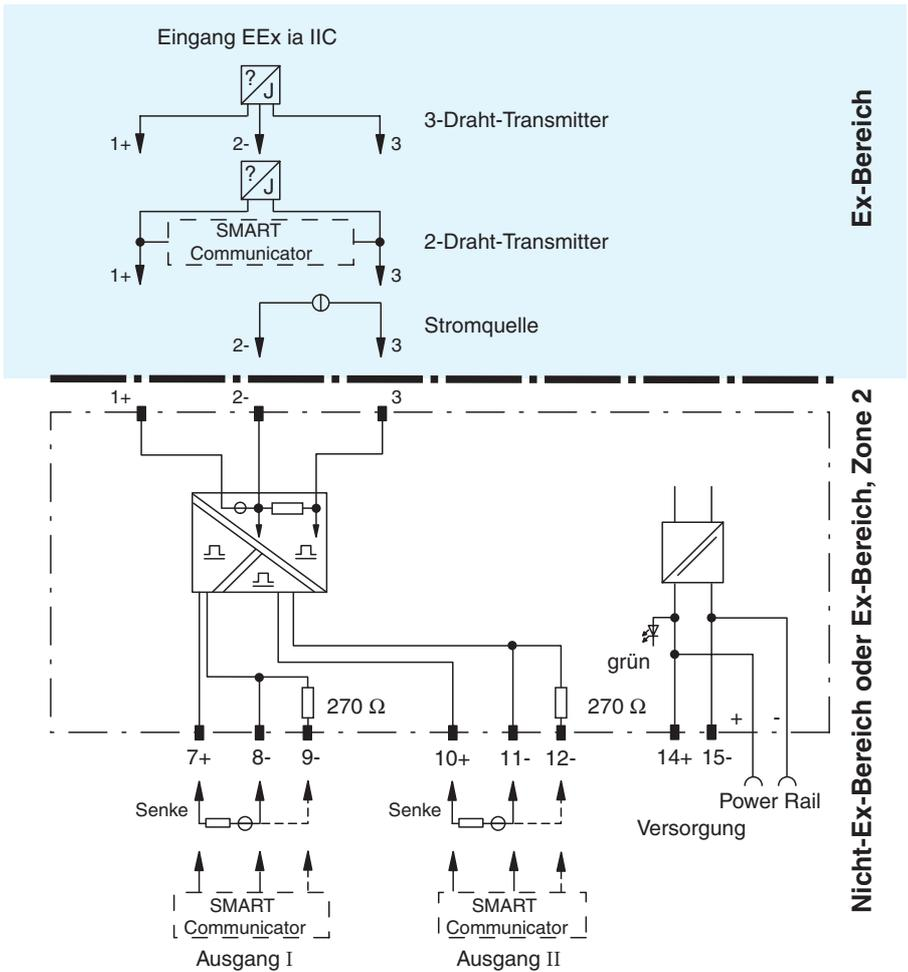 Eingang EEx ia IIC
? J
3-Draht-Transmitter
1+ 2- 3
? J
SMART
Communicator
2-Draht-Transmitter
1+ 3
Stromquelle
2- 3
Ex-Bereich
1+ 2- 3
grün
270 Ω 270 Ω
+ -
7+ 8- 9- 10+ 11- 12- 14+ 15-
Power Rail
Senke Senke
Versorgung
SMART
Communicator
SMART
Communicator
Ausgang I Ausgang II
Nicht-Ex-Bereich oder Ex-Bereich, Zone 2